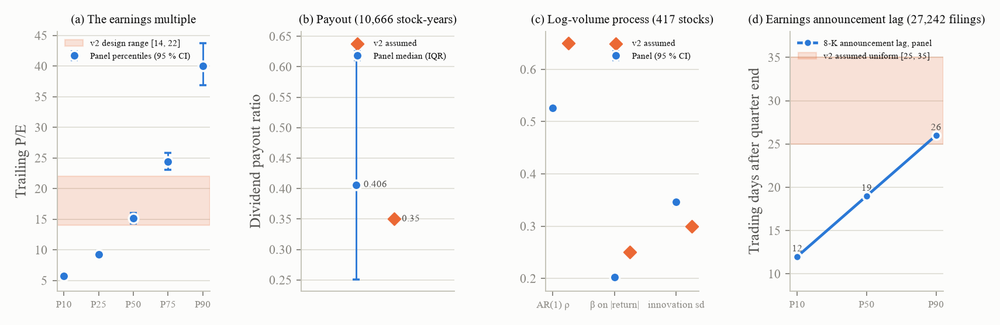 (a) The earnings multiple
v2 design range [14, 22]
Panel percentiles (95 % CI)
Trailing P/E
45
40
35
30
25
20
15
10
5
P10
P25
P50
P75
P90
(b) Payout (10,666 stock-years)
v2 assumed
Panel median (IQR)
Dividend payout ratio
0.65
0.60
0.55
0.50
0.45
0.40
0.35
0.30
0.25
0.406
0.35
(c) Log-volume process (417 stocks)
v2 assumed
Panel (95 % CI)
0.6
0.5
0.4
0.3
0.2
AR(1) ρ
β on |return|
innovation sd
(d) Earnings announcement lag (27,242 filings)
8-K announcement lag, panel
v2 assumed uniform [25, 35]
Trading days after quarter end
35
30
25
20
15
10
12
19
26
P10
P50
P90